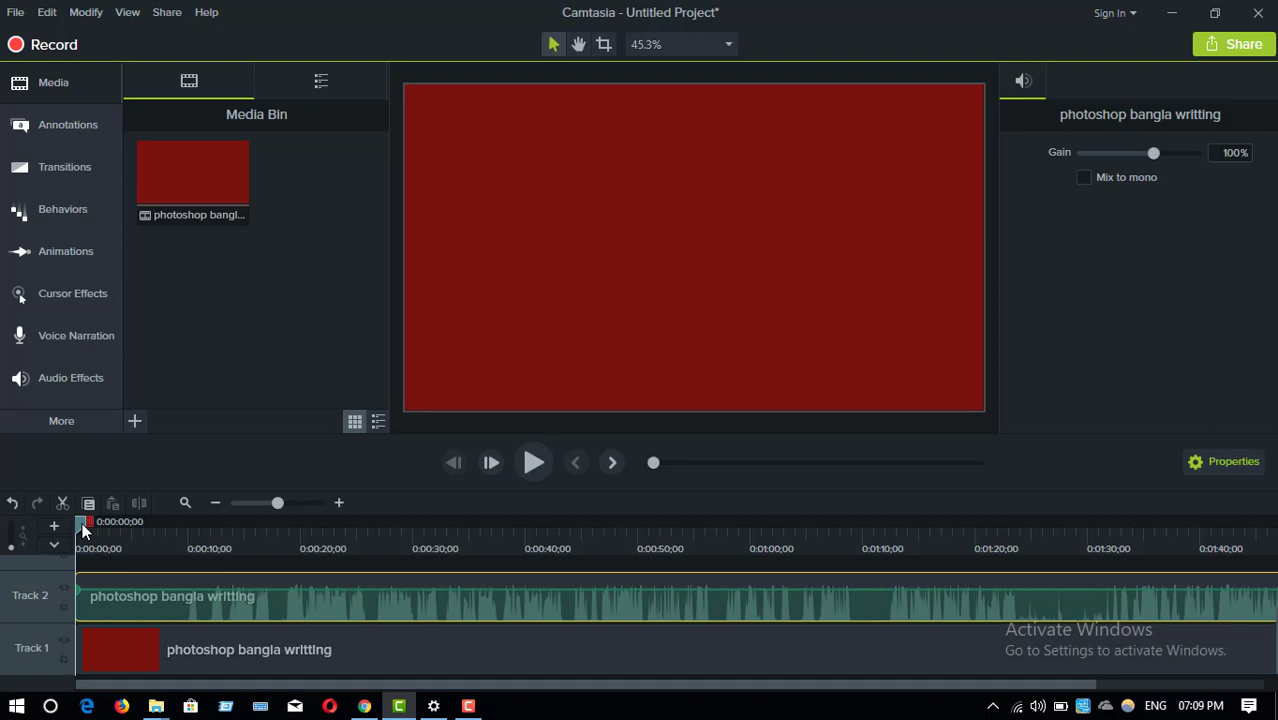 File Edit Modify View Share Help
Camtasia - Untitled Project*
Sign In
Record
45.3%
Share
Media
Annotations
Transitions
Behaviors
Animations
Cursor Effects
Voice Narration
Audio Effects
More
Media Bin
photoshop bangl...
photoshop bangla writting
Gain
100%
Mix to mono
Properties
0:00:00;00
0:00:00;00 0:00:10;00 0:00:20;00 0:00:30;00 0:00:40;00 0:00:50;00 0:01:00;00 0:01:10;00 0:01:20;00 0:01:30;00 0:01:40;00
Track 2
photoshop bangla writting
Track 1
photoshop bangla writting
Activate Windows
Go to Settings to activate Windows.
ENG
07:09 PM